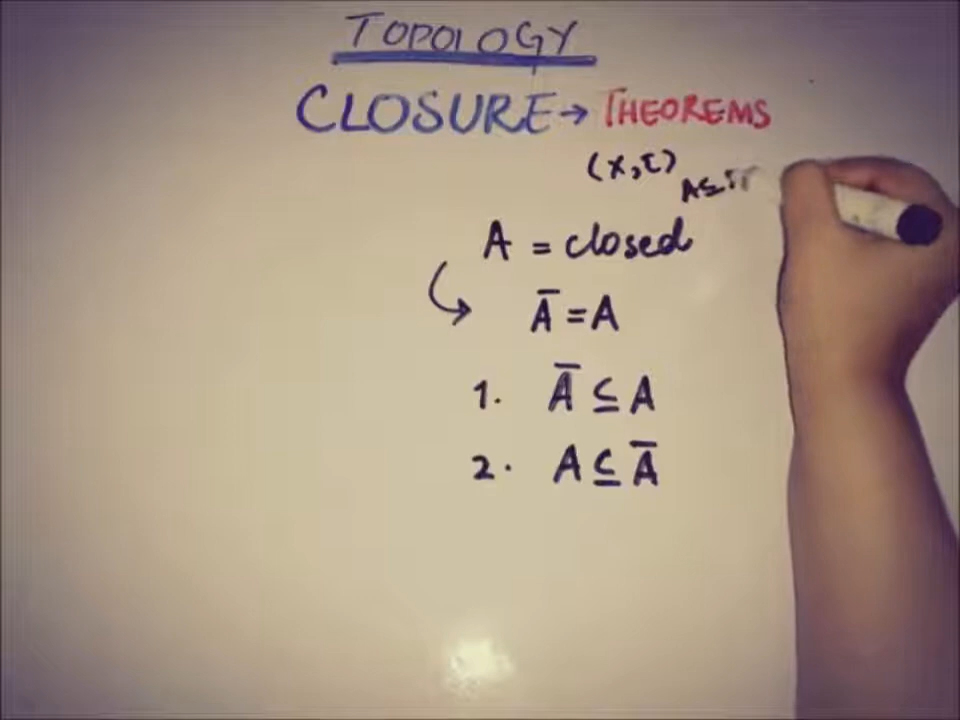 TOPOLOGY
CLOSURE → THEOREMS
(X, τ)
A ⊆
A = closed
Ā = A
1. Ā ⊆ A
2. A ⊆ Ā